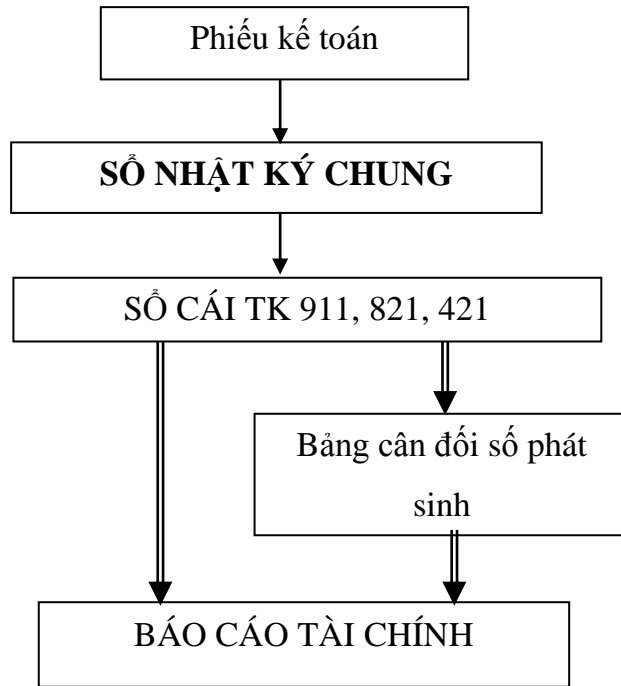 Phiếu kế toán
SỔ NHẬT KÝ CHUNG
SỔ CÁI TK 911, 821, 421
Bảng cân đối số phát
sinh
BÁO CÁO TÀI CHÍNH